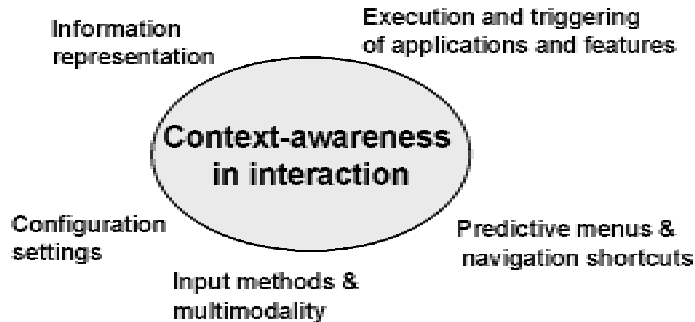 Information
representation
Execution and triggering
of applications and features
Context-awareness
in interaction
Configuration
settings
Predictive menus &
navigation shortcuts
Input methods &
multimodality